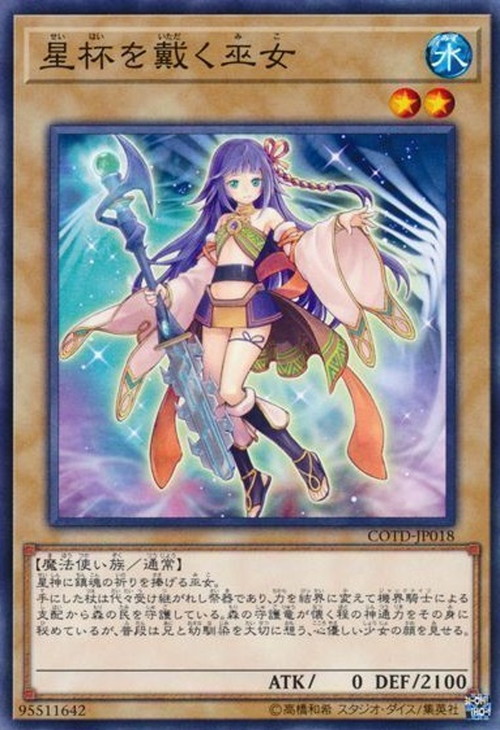 星杯を戴く巫女
水
COTD-JP018
【魔法使い族／通常】
星神に鎮魂の祈りを捧げる巫女。
手にした杖は代々受け継がれし祭器であり、力を結界に変えて機界騎士による
支配から森の民を守護している。森の守護竜が懐く程の神通力をその身に
秘めているが、普段は兄と幼馴染を大切に想う、心優しい少女の顔を見せる。
ATK/ 0 DEF/2100
95511642
©高橋和希 スタジオ・ダイス/集英社